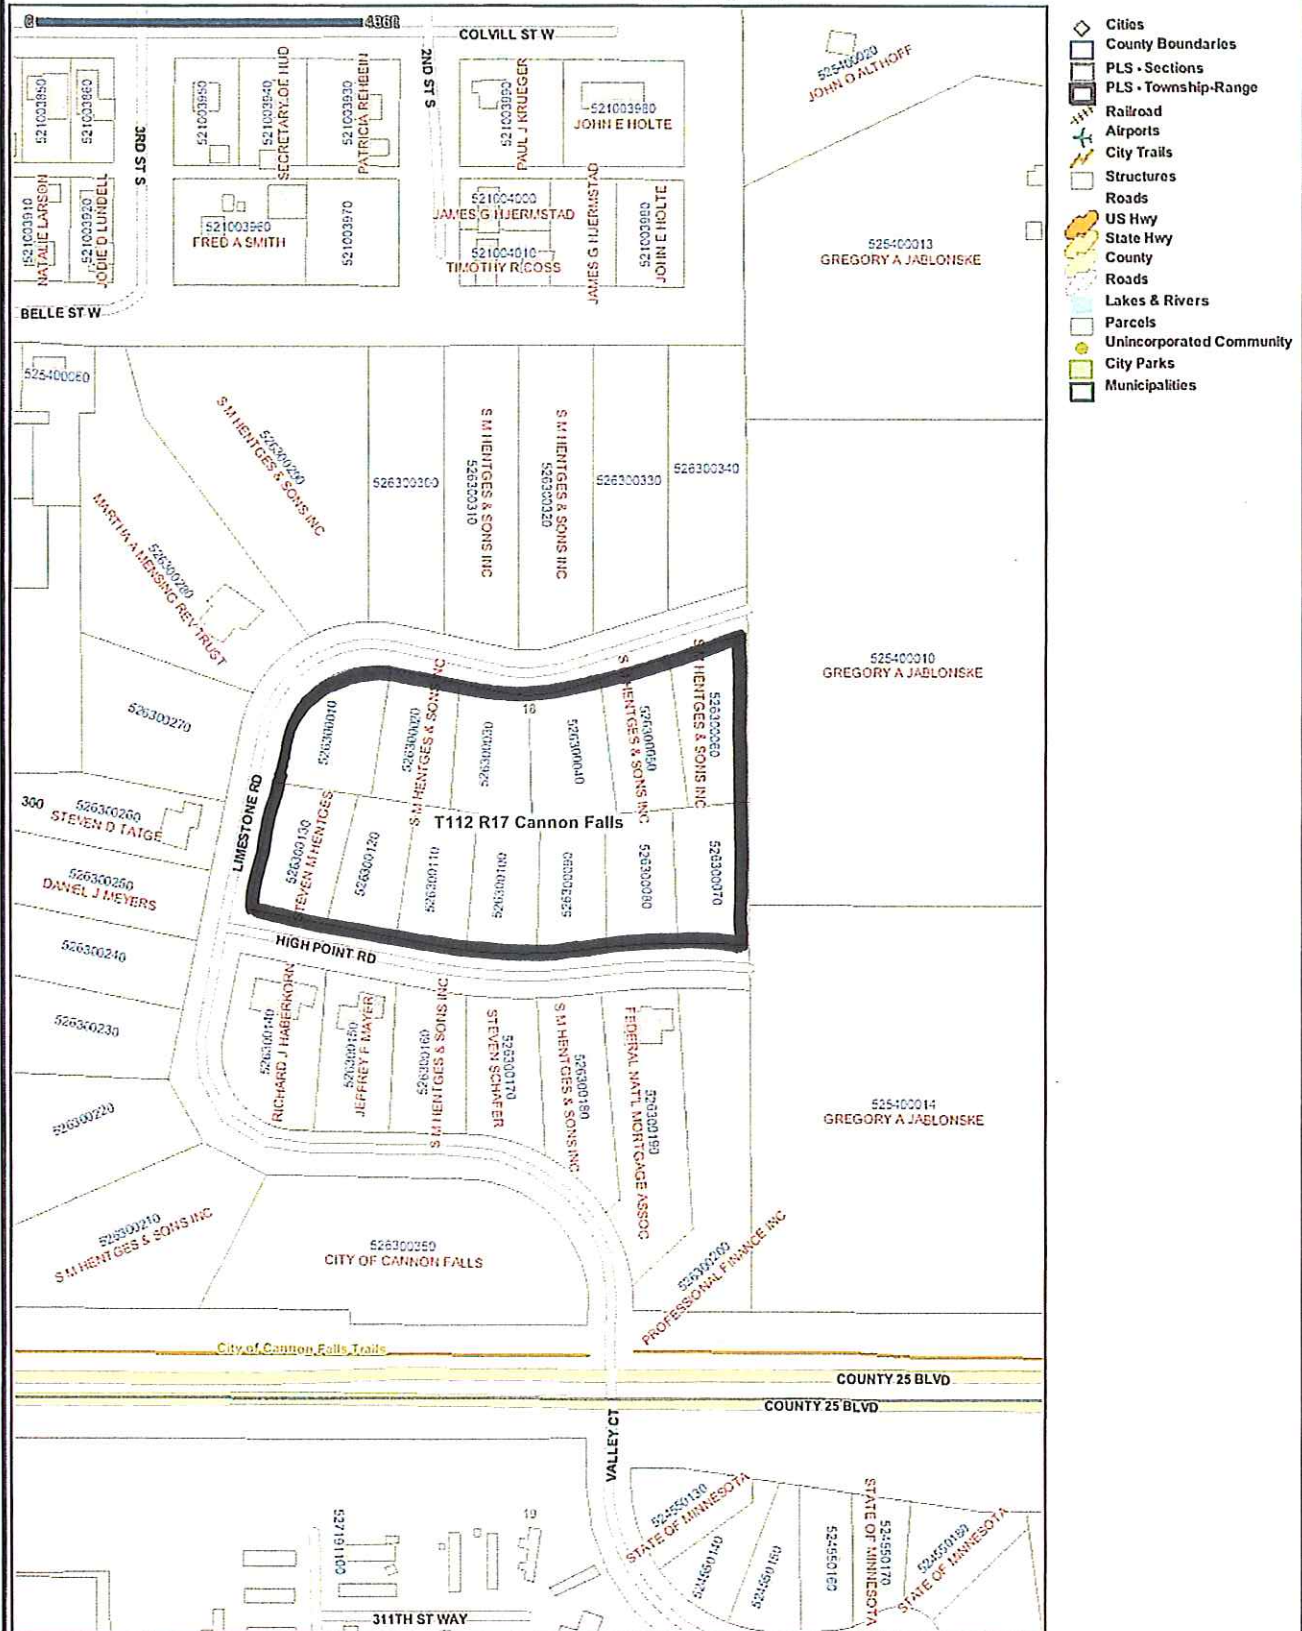 COLVILL ST W
2ND ST S
3RD ST S
521003850
521003880
521003950
521003940
SECRETARY OF HUD
521003930
PATRICIA REHBEIN
521003990
PAUL J KRUEGER
521003980
JOHN E HOLTE
525400020
JOHN O ALTHOFF
521003910
NATALIE LARSON
521003920
JODIE D LUNDELL
521003960
FRED A SMITH
521003970
521004000
JAMES G HJERMSTAD
521004010
TIMOTHY R COSS
JAMES G HJERMSTAD
JOHN E HOLTE
525400013
GREGORY A JABLONSKE
BELLE ST W
526300290
S M HENTGES & SONS INC
526300300
S M HENTGES & SONS INC
526300310
S M HENTGES & SONS INC
526300320
526300330
526300340
526300280
MARTHA A MENSING REV TRUST
525400010
GREGORY A JABLONSKE
526300270
526300010
526300020
S M HENTGES & SONS INC
526300030
18
526300040
526300050
S M HENTGES & SONS INC
526300060
S M HENTGES & SONS INC
LIMESTONE RD
300
526300260
STEVEN D TATGE
T112 R17 Cannon Falls
526300130
STEVEN M HENTGES
526300120
526300110
526300100
526300090
526300080
526300070
526300250
DANIEL J MEYERS
526300240
526300230
526300220
HIGH POINT RD
526300140
RICHARD J HABERKORN
526300150
JEFFREY F MAYER
526300160
S M HENTGES & SONS INC
526300170
STEVEN SCHAFER
526300180
S M HENTGES & SONS INC
526300190
FEDERAL NAT'L MORTGAGE ASSOC
525400014
GREGORY A JABLONSKE
526300210
S M HENTGES & SONS INC
526300350
CITY OF CANNON FALLS
526300200
PROFESSIONAL FINANCE INC
City of Cannon Falls Trails
COUNTY 25 BLVD
COUNTY 25 BLVD
VALLEY CT
527191100
19
311TH ST WAY
524550130
STATE OF MINNESOTA
524550140
524550150
524550160
524550170
STATE OF MINNESOTA
524550180
STATE OF MINNESOTA
Cities
County Boundaries
PLS - Sections
PLS - Township-Range
Railroad
Airports
City Trails
Structures
Roads
US Hwy
State Hwy
County
Roads
Lakes & Rivers
Parcels
Unincorporated Community
City Parks
Municipalities